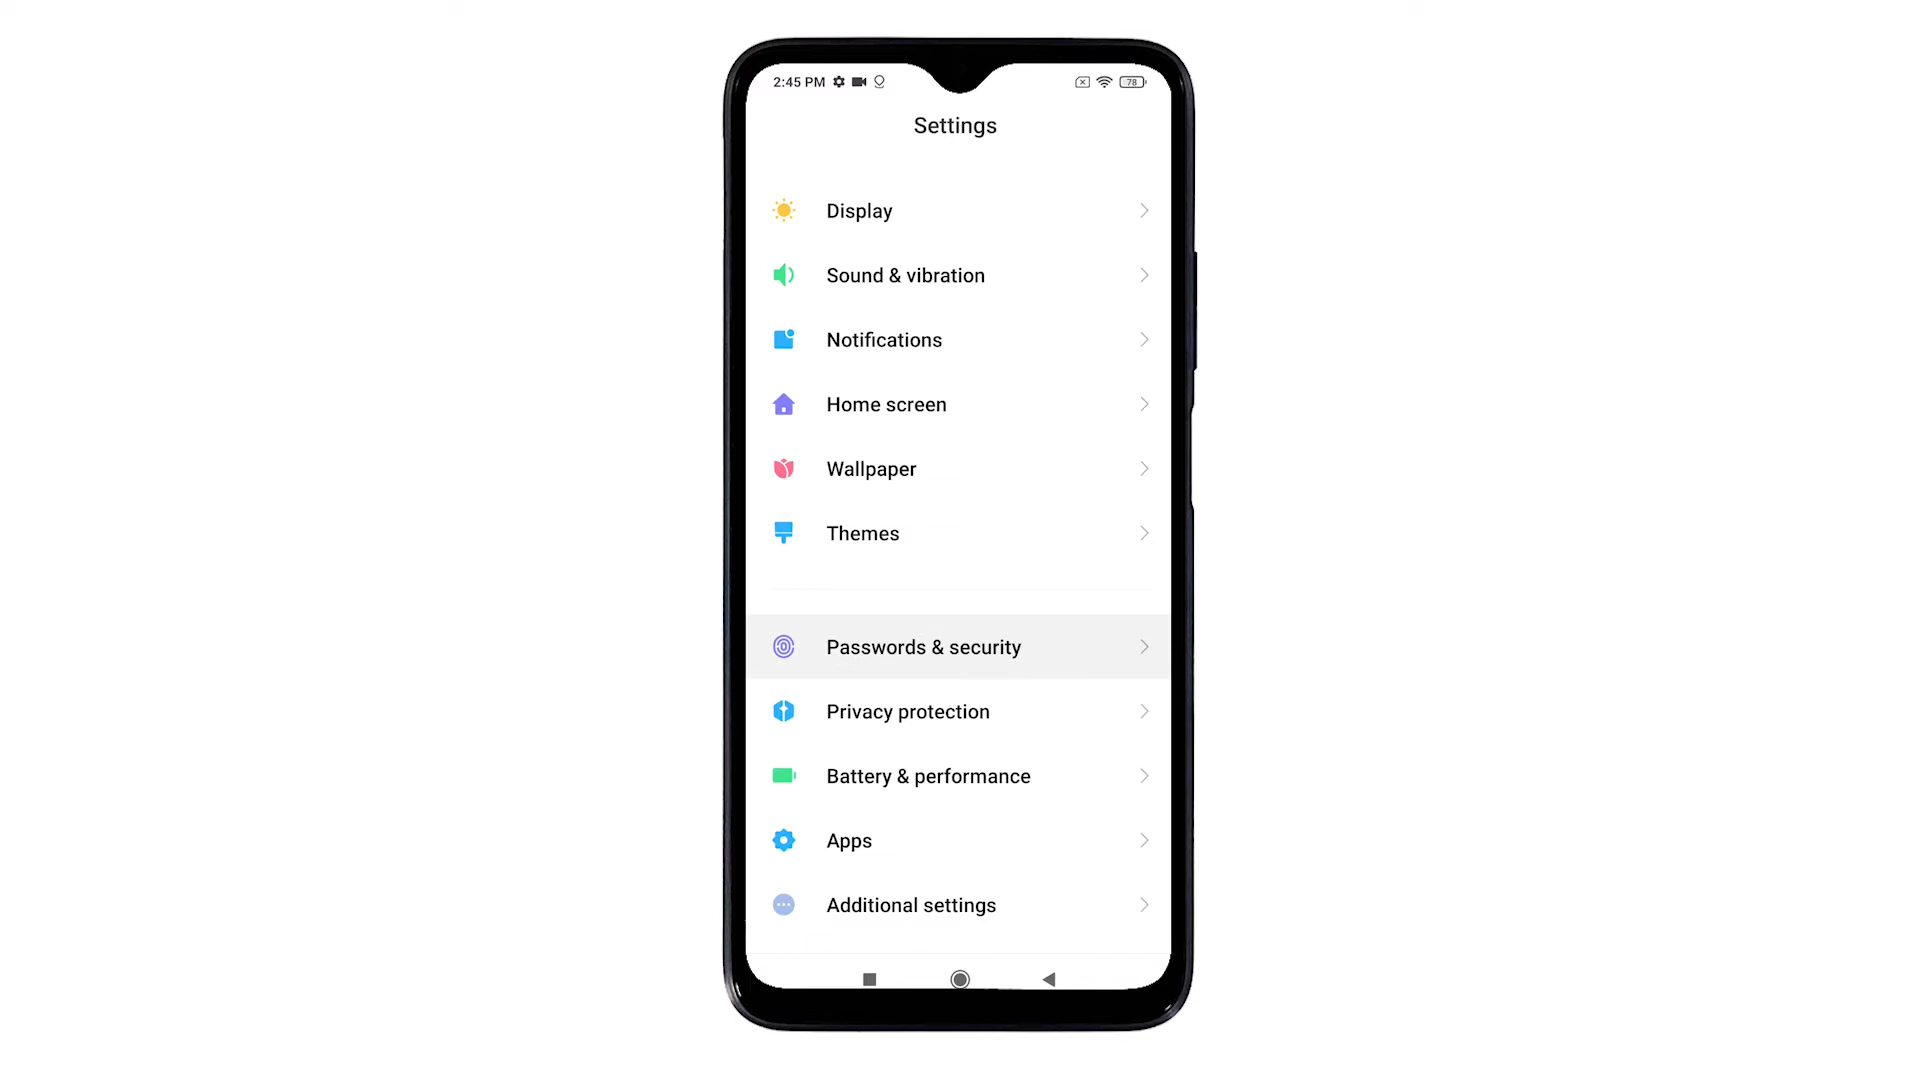 2:45 PM 78
Settings
Display
Sound & vibration
Notifications
Home screen
Wallpaper
Themes
Passwords & security
Privacy protection
Battery & performance
Apps
Additional settings